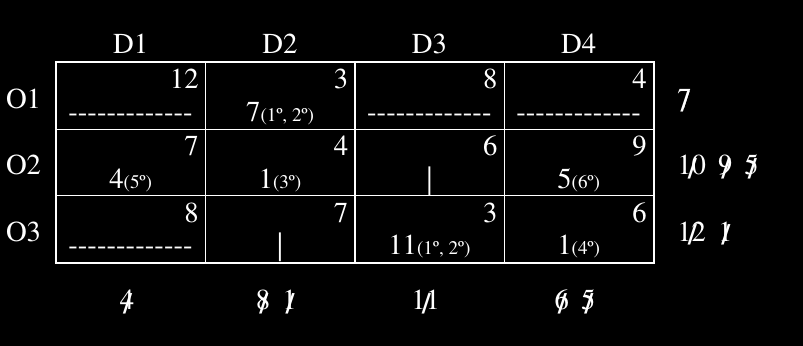 D1 D2 D3 D4
12 3 8 4
O1 ------------- 7(1º, 2º) ------------- ------------- 7
7 4 6 9
O2 4(5º) 1(3º) | 5(6º) 10 9 5
8 7 3 6
O3 ------------- | 11(1º, 2º) 1(4º) 12 1
4 8 1 11 6 5